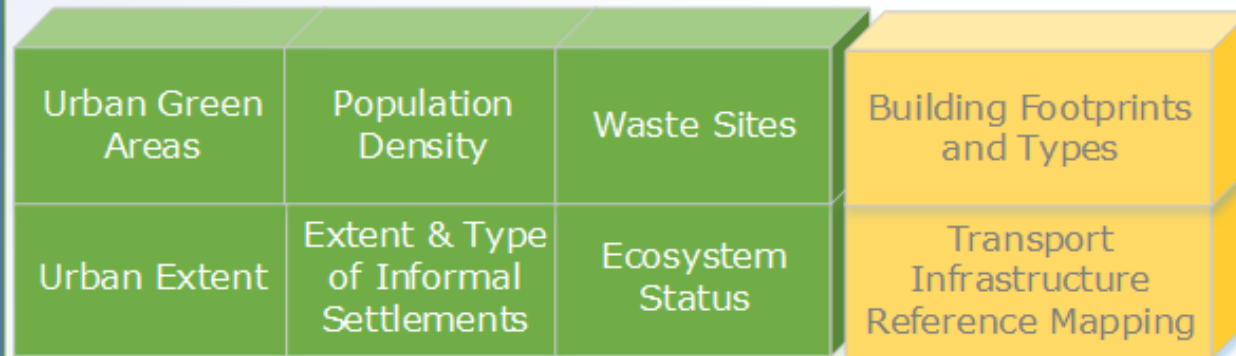 Urban Green
Areas
Population
Density
Waste Sites
Building Footprints
and Types
Urban Extent
Extent & Type
of Informal
Settlements
Ecosystem
Status
Transport
Infrastructure
Reference Mapping